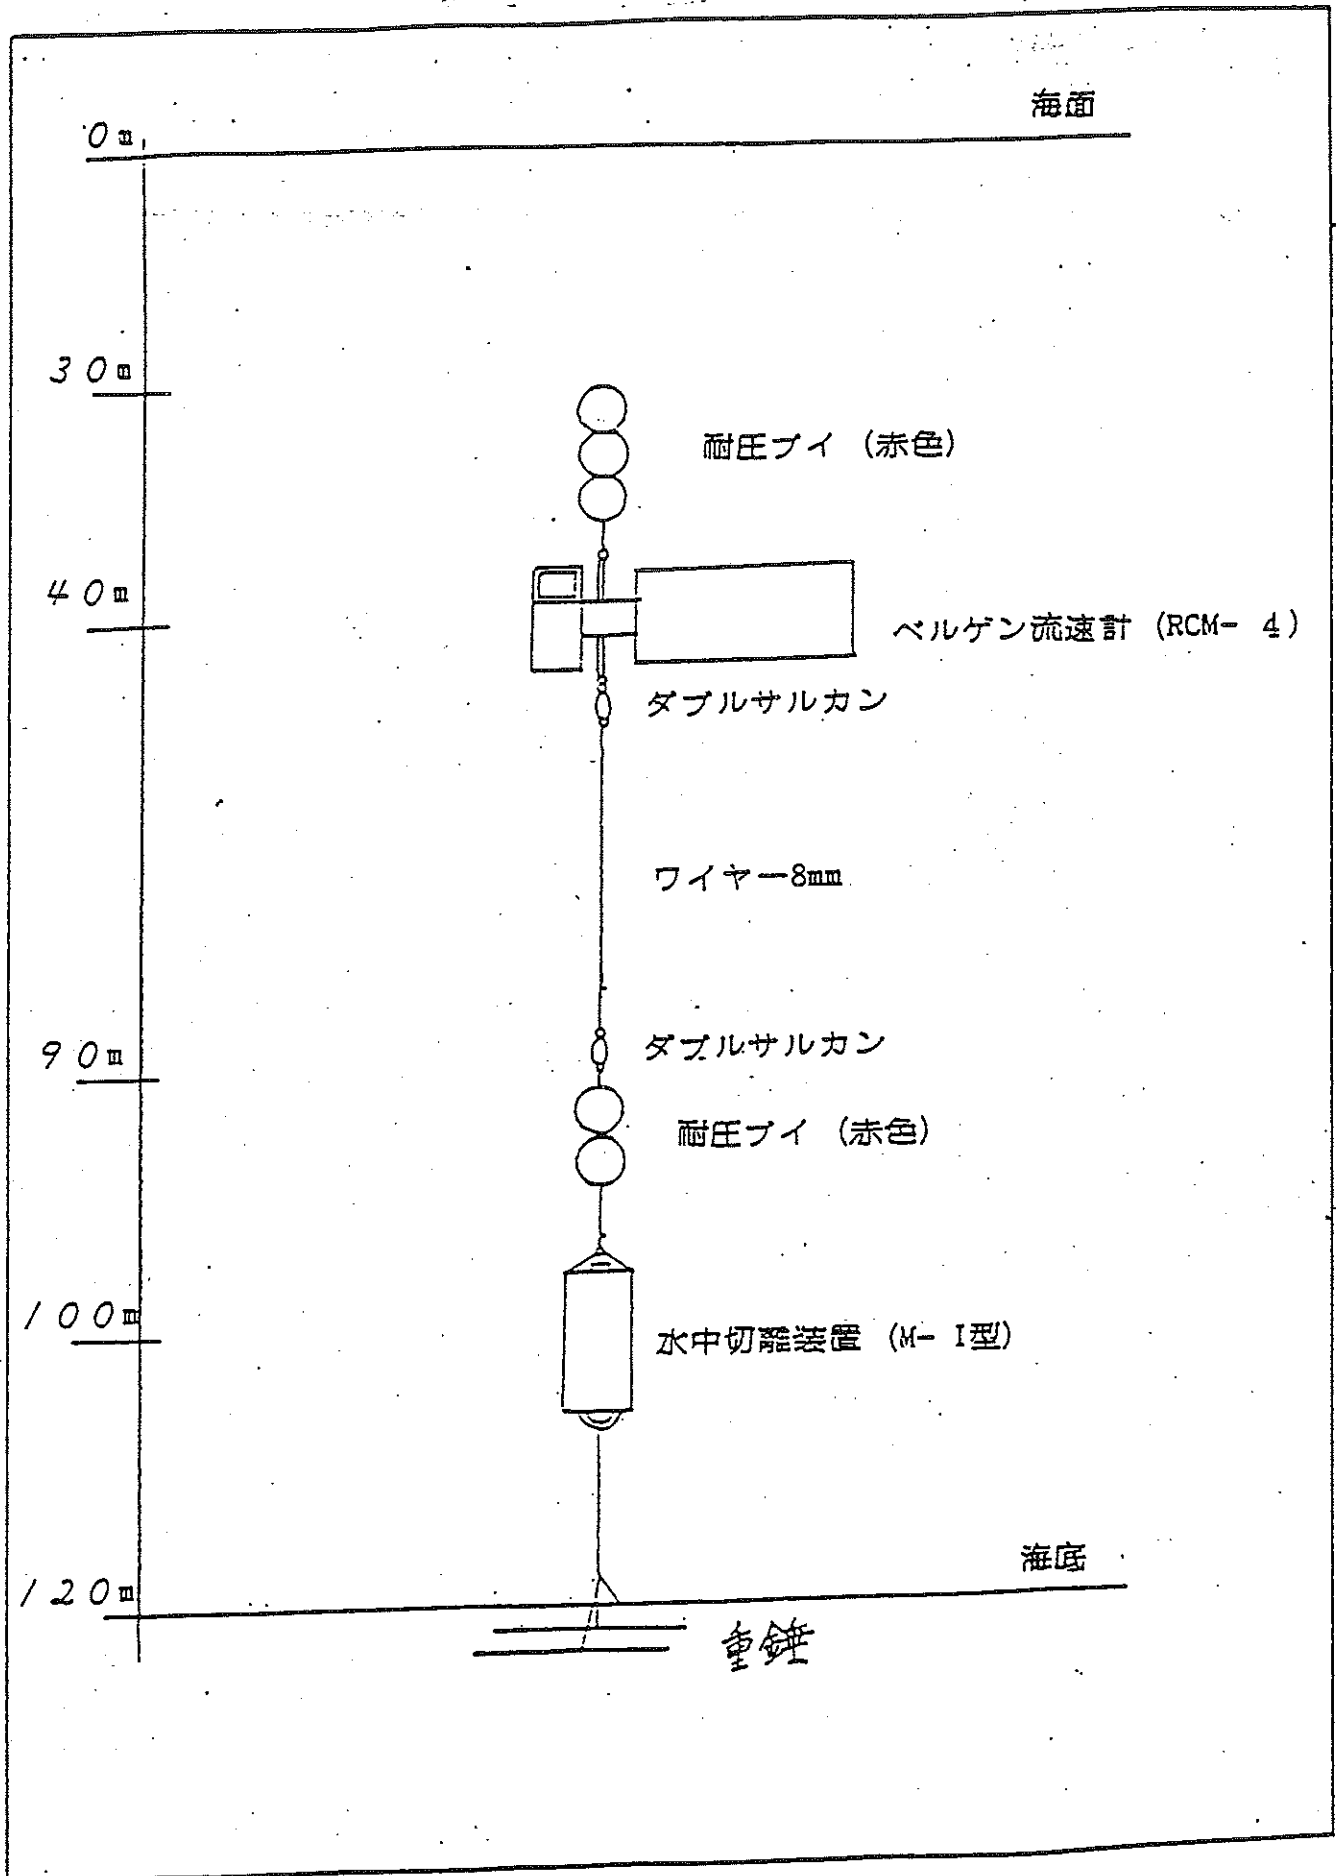 海面
0m
30m
耐圧ブイ (赤色)
40m
ベルゲン流速計 (RCM- 4)
ダブルサルカン
ワイヤー8mm
90m
ダブルサルカン
耐圧ブイ (赤色)
100m
水中切離装置 (M- I型)
海底
120m
重錘